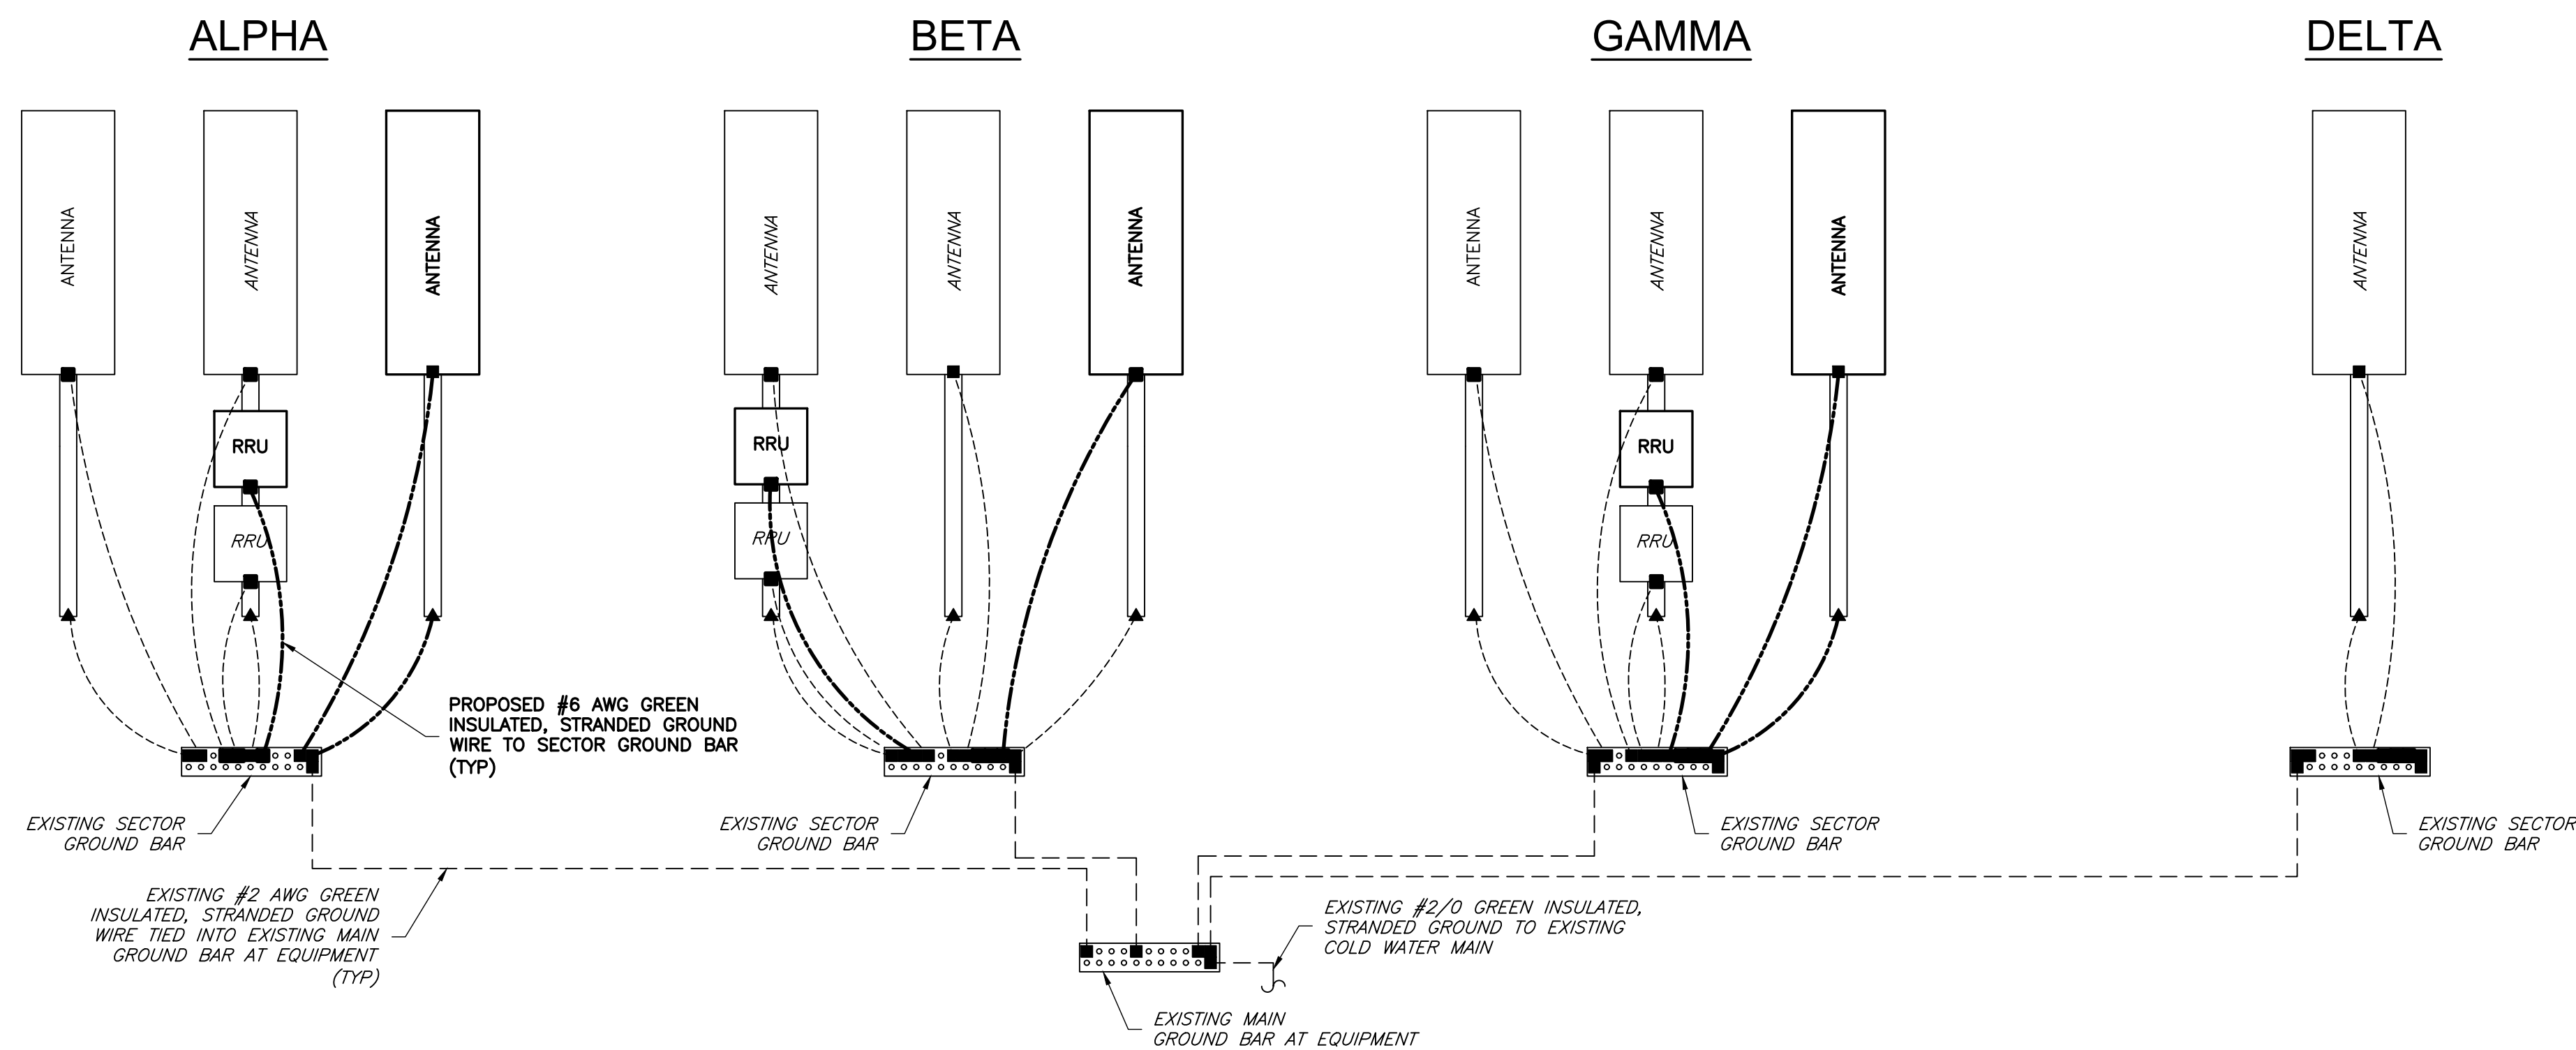 ALPHA
BETA
GAMMA
DELTA
ANTENNA
ANTENNA
ANTENNA
ANTENNA
ANTENNA
ANTENNA
ANTENNA
ANTENNA
ANTENNA
ANTENNA
RRU
RRU
RRU
RRU
RRU
RRU
PROPOSED #6 AWG GREEN
INSULATED, STRANDED GROUND
WIRE TO SECTOR GROUND BAR
(TYP)
EXISTING SECTOR
GROUND BAR
EXISTING SECTOR
GROUND BAR
EXISTING SECTOR
GROUND BAR
EXISTING SECTOR
GROUND BAR
EXISTING #2 AWG GREEN
INSULATED, STRANDED GROUND
WIRE TIED INTO EXISTING MAIN
GROUND BAR AT EQUIPMENT
(TYP)
EXISTING #2/0 GREEN INSULATED,
STRANDED GROUND TO EXISTING
COLD WATER MAIN
EXISTING MAIN
GROUND BAR AT EQUIPMENT